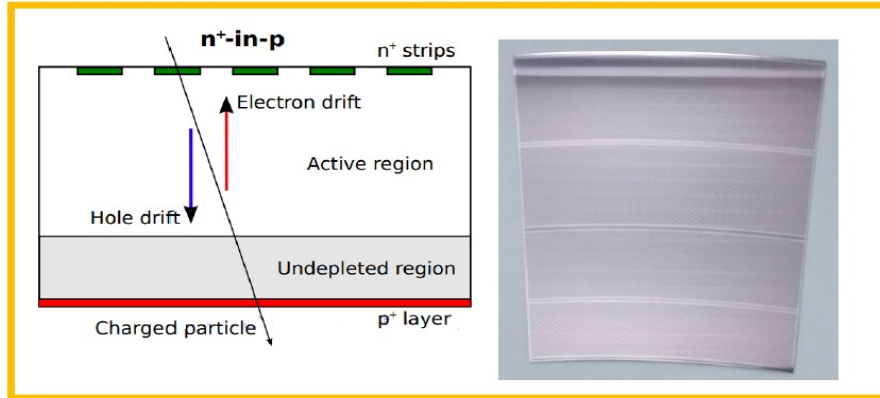 n⁺-in-p
n⁺ strips
Electron drift
Active region
Hole drift
Undepleted region
p⁺ layer
Charged particle